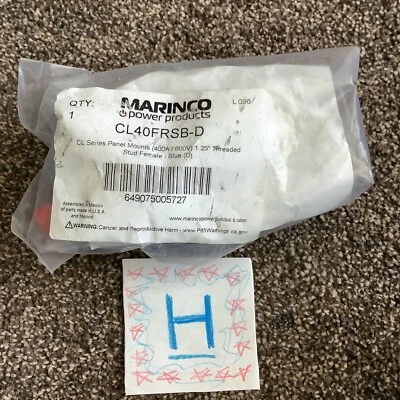 QTY:
1
MARINCO
power products
L096
CL40FRSB-D
CL Series Panel Mounts (400A / 600V) 1.25" Threaded
Stud Female - Blue (D)
649075005727
Assembled in Mexico
of parts made in U.S.A.
and Mexico.
www.marincopowerproducts.com
WARNING: Cancer and Reproductive Harm - www.P65Warnings.ca.gov
H